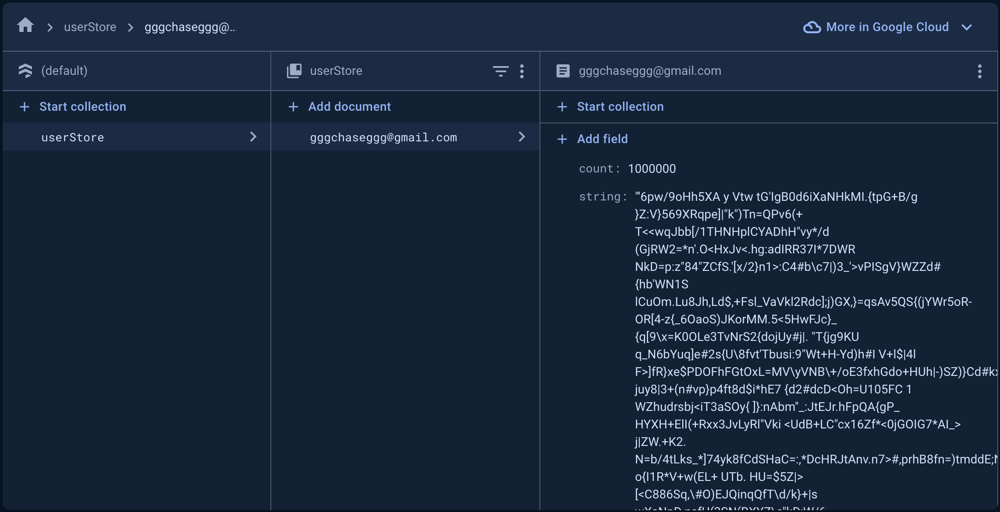 userStore
gggchaseggg@...
More in Google Cloud
(default)
userStore
gggchaseggg@gmail.com
Start collection
Add document
Start collection
userStore
gggchaseggg@gmail.com
Add field
count: 1000000
string: "'6pw/9oHh5XA y Vtw tG'IgB0d6iXaNHkMI.{tpG+B/g
}Z:V}569XRqpe]|"k")Tn=QPv6(+
T<<wqJbb[/1THNHplCYADhH"vy*/d
(GjRW2=*n'.O<HxJv<.hg:adIRR37I*7DWR
NkD=p:z"84"ZCfS.'[x/2}n1>:C4#b\c7|)3_'>vPISgV}WZZd#
{hb'WN1S
lCuOm.Lu8Jh,Ld$,+Fsl_VaVkl2Rdc];j)GX,}=qsAv5QS{(jYWr5oR-
OR[4-z{_6OaoS)JKorMM.5<5HwFJc}_
{q[9\x=K0OLe3TvNrS2{dojUy#j|. "T{jg9KU
q_N6bYuq]e#2s{U\8fvt'Tbusi:9"Wt+H-Yd)h#I V+l$|4l
F>]fR}xe$PDOFhFGtOxL=MV\yVNB\+/oE3fxhGdo+HUh|-)SZ)}Cd#kx
juy8|3+(n#vp}p4ft8d$i*hE7 {d2#dcD<Oh=U105FC 1
WZhudrsbj<iT3aSOy{ ]}:nAbm"_:JtEJr.hFpQA{gP_
HYXH+ElI(+Rxx3JvLyRl"Vki <UdB+LC"cx16Zf*<0jGOIG7*AI_>
j|ZW.+K2.
N=b/4tLks_*]74yk8fCdSHaC=:,*DcHRJtAnv.n7>#,prhB8fn=)tmddE;N
o{I1R*V+w(EL+ UTb. HU=$5Z|>
[<C886Sq,\#O)EJQinqQfT\d/k}+|s